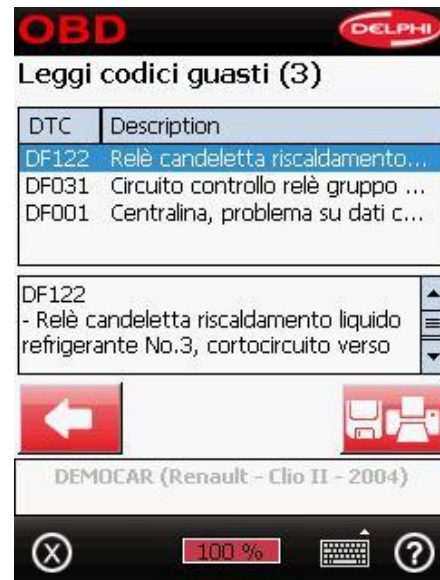 OBD
DELPHI
Leggi codici guasti (3)
DTC Description
DF122 Relè candeletta riscaldamento...
DF031 Circuito controllo relè gruppo ...
DF001 Centralina, problema su dati c...
DF122
- Relè candeletta riscaldamento liquido
refrigerante No.3, cortocircuito verso
DEMOCAR (Renault - Clio II - 2004)
100 %